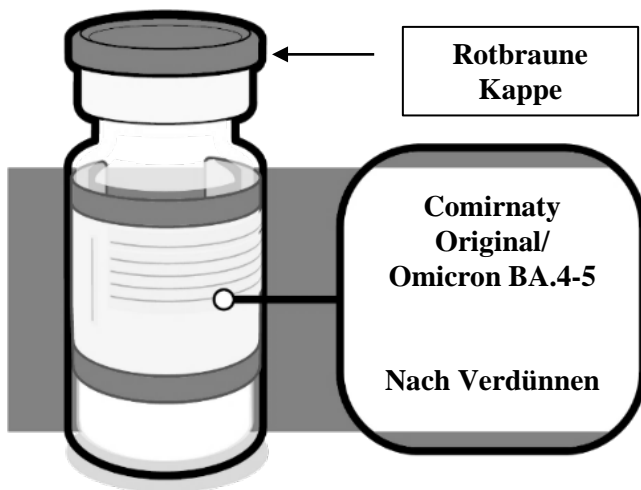 Rotbraune
Kappe
Comirnaty
Original/
Omicron BA.4-5
Nach Verdünnen